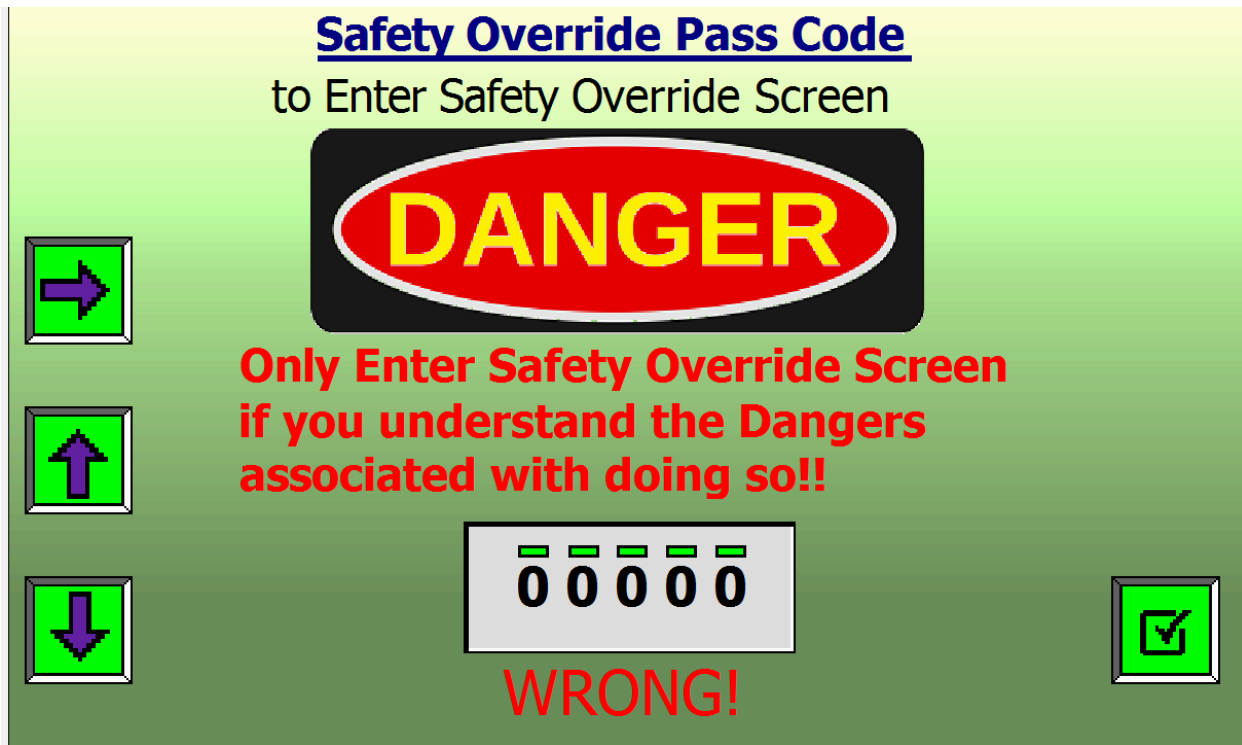 Safety Override Pass Code
to Enter Safety Override Screen
DANGER
Only Enter Safety Override Screen
if you understand the Dangers
associated with doing so!!
0 0 0 0 0
WRONG!